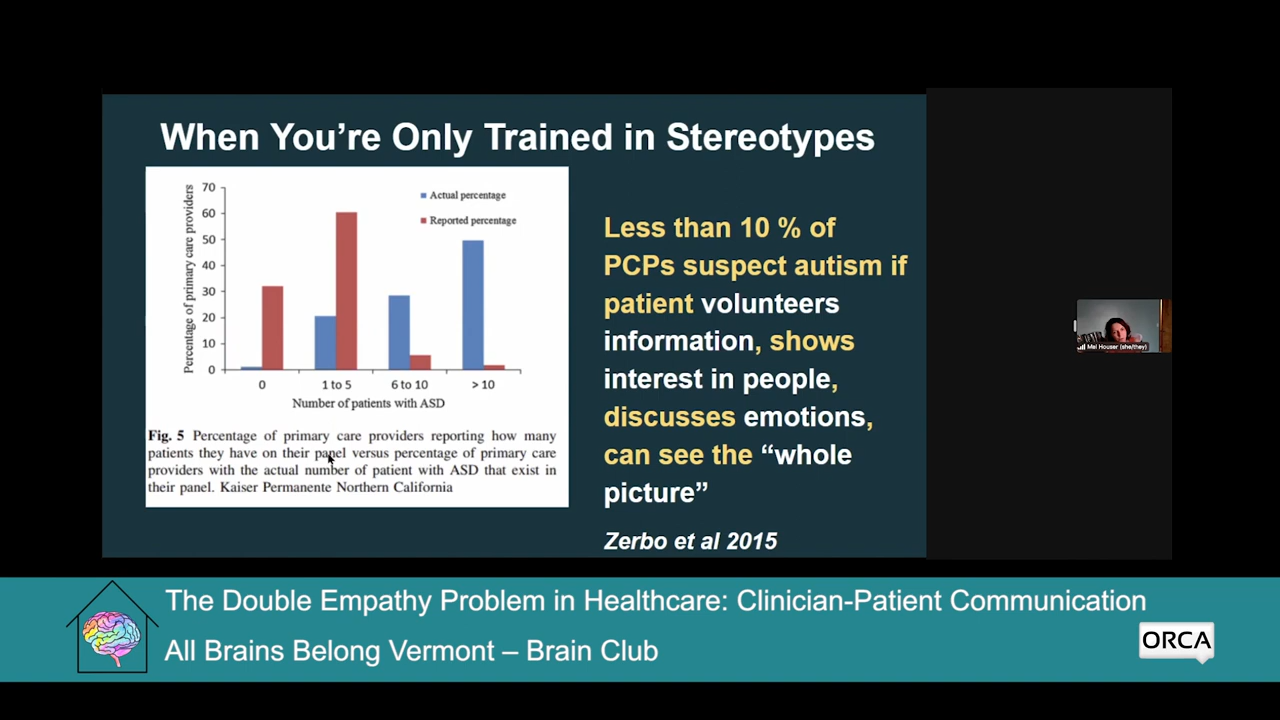 When You're Only Trained in Stereotypes
Percentage of primary care providers
70
60
50
40
30
20
10
0
Actual percentage
Reported percentage
0
1 to 5
6 to 10
> 10
Number of patients with ASD
Fig. 5 Percentage of primary care providers reporting how many
patients they have on their panel versus percentage of primary care
providers with the actual number of patient with ASD that exist in
their panel. Kaiser Permanente Northern California
Less than 10 % of
PCPs suspect autism if
patient volunteers
information, shows
interest in people,
discusses emotions,
can see the “whole
picture”
Zerbo et al 2015
Mel Houser (she/they)
The Double Empathy Problem in Healthcare: Clinician-Patient Communication
All Brains Belong Vermont – Brain Club
ORCA